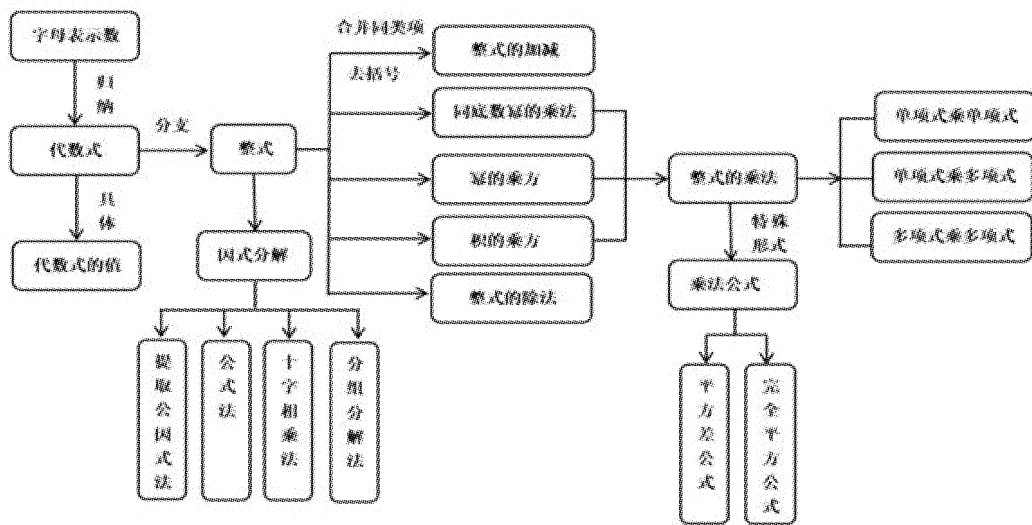 字母表示数
归纳
代数式
具体
代数式的值
分支
整式
因式分解
提取公因式法
公式法
十字相乘法
分组分解法
合并同类项
去括号
整式的加减
同底数幂的乘法
幂的乘方
积的乘方
整式的除法
整式的乘法
特殊
形式
乘法公式
平方差公式
完全平方公式
单项式乘单项式
单项式乘多项式
多项式乘多项式